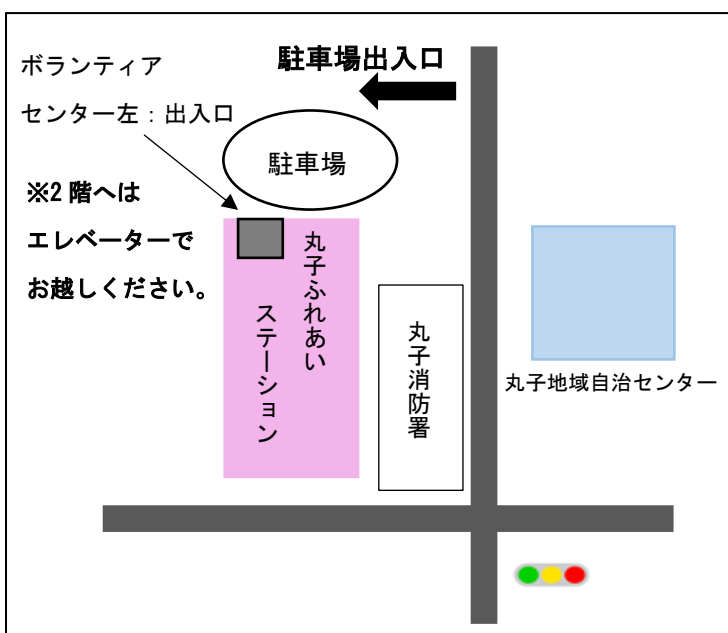 駐車場出入口
ボランティア
センター左：出入口
駐車場
※2 階へは
エレベーターで
お越しください。
丸子ふれあい
ステーション
丸子消防署
丸子地域自治センター